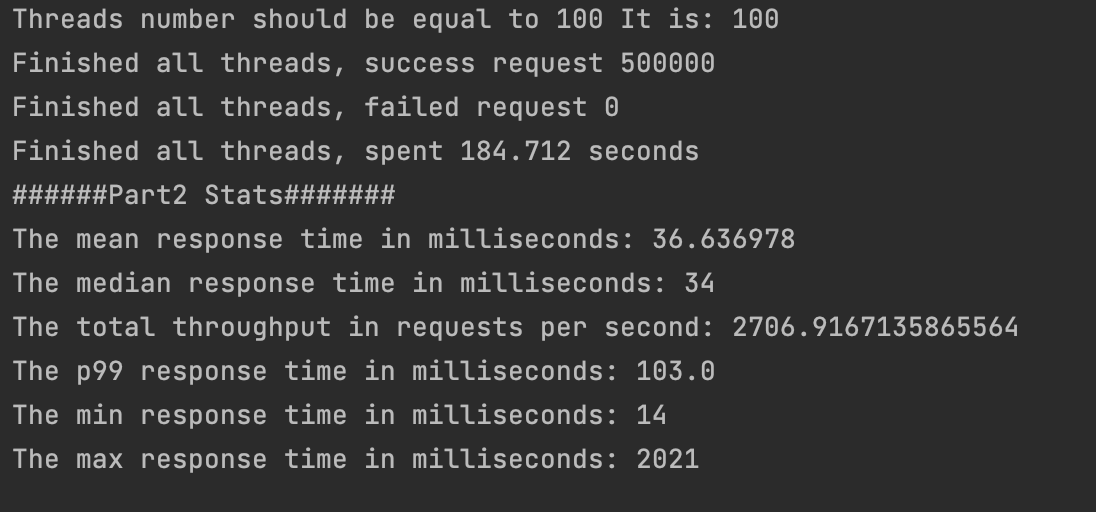 Threads number should be equal to 100 It is: 100
Finished all threads, success request 500000
Finished all threads, failed request 0
Finished all threads, spent 184.712 seconds
######Part2 Stats#######
The mean response time in milliseconds: 36.636978
The median response time in milliseconds: 34
The total throughput in requests per second: 2706.9167135865564
The p99 response time in milliseconds: 103.0
The min response time in milliseconds: 14
The max response time in milliseconds: 2021